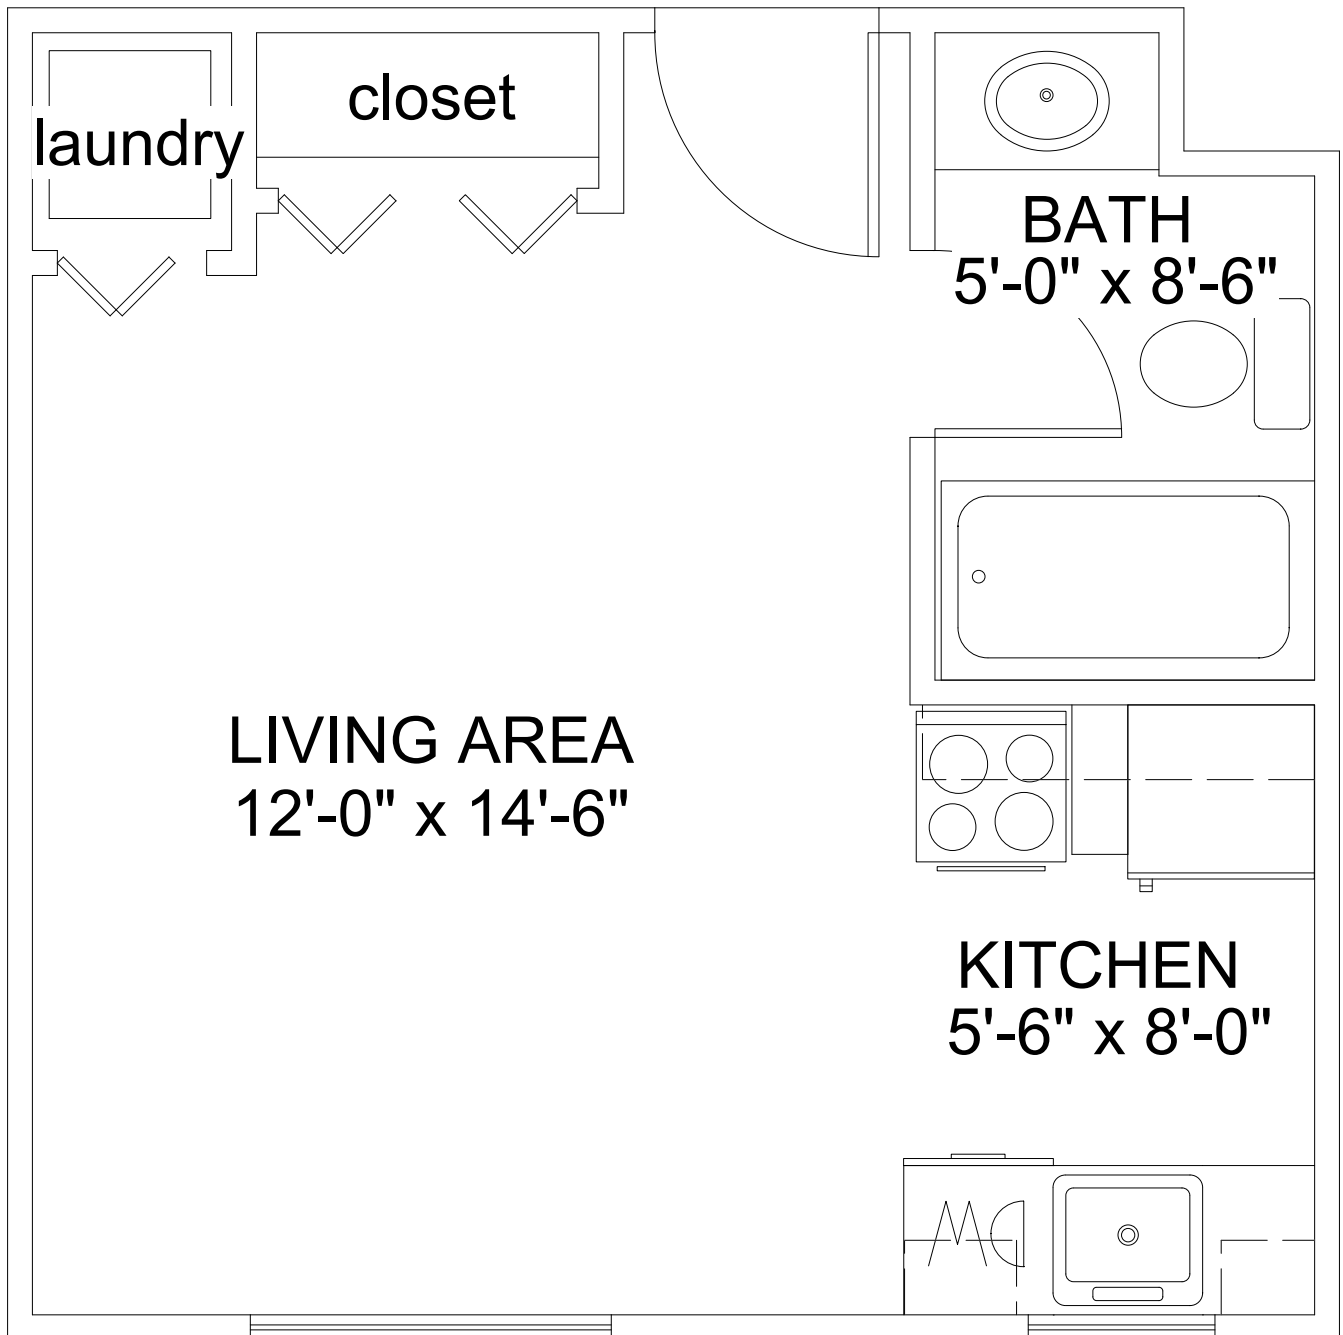 closet
laundry
BATH
5'-0" x 8'-6"
LIVING AREA
12'-0" x 14'-6"
KITCHEN
5'-6" x 8'-0"